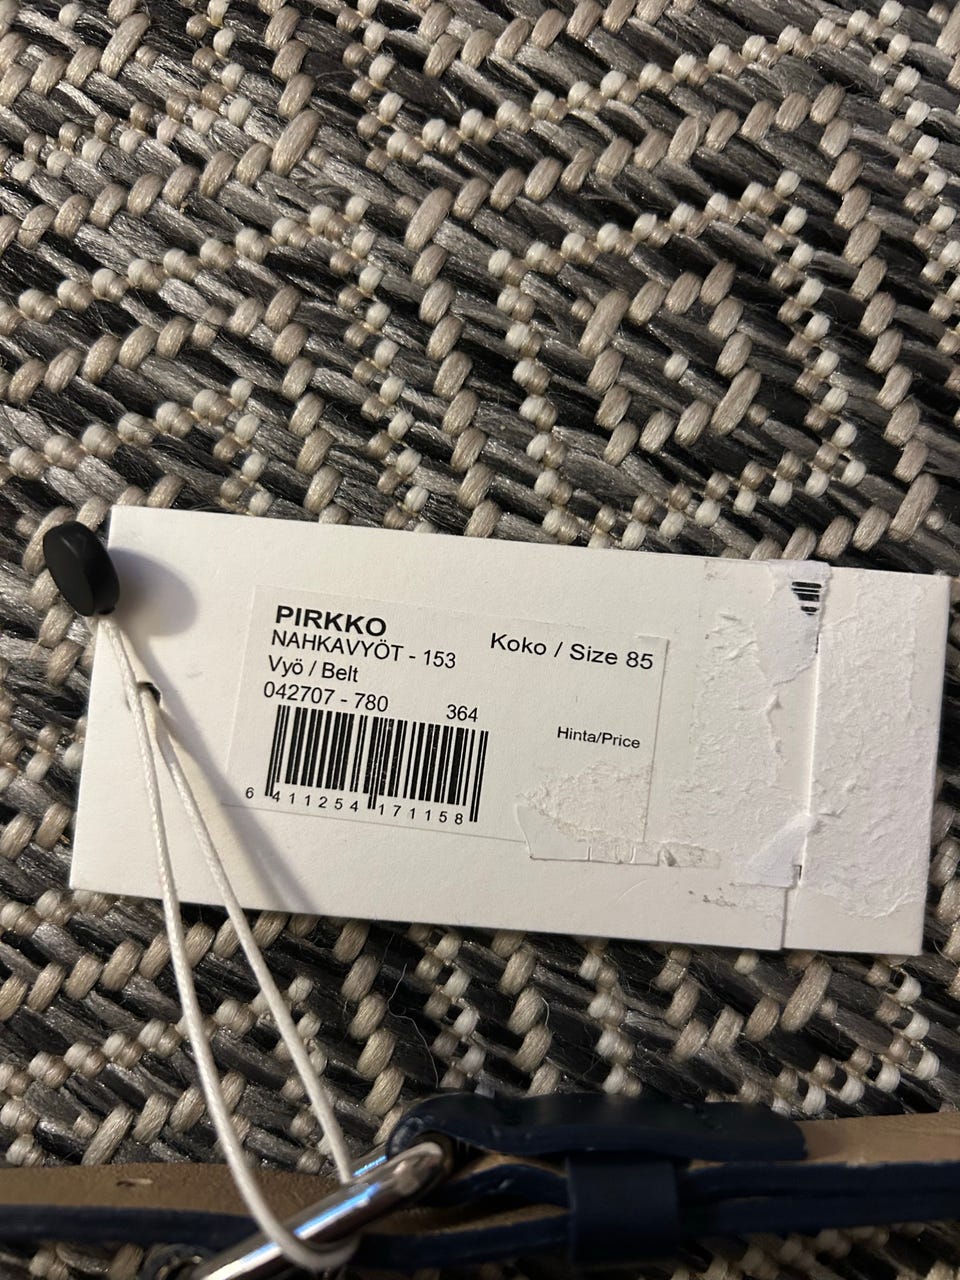 PIRKKO
NAHKAVYÖT - 153
Koko / Size 85
Vyö / Belt
042707 - 780 364
Hinta/Price
6 411254 171158